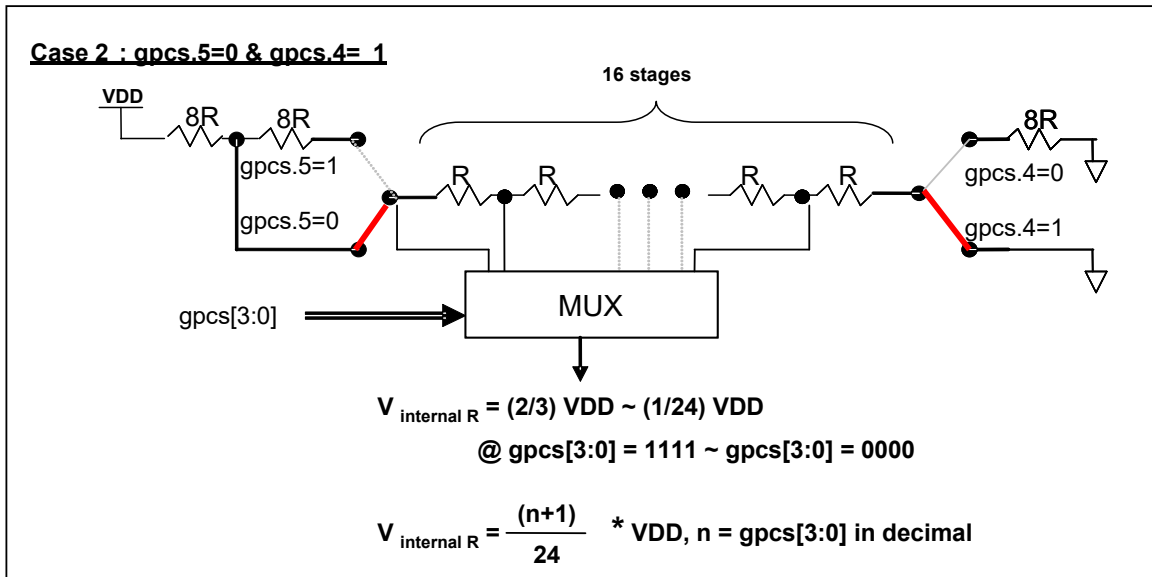 Case 2 : gpcs.5=0 & gpcs.4= 1
16 stages
VDD
8R 8R 8R
gpcs.5=1 R R R R gpcs.4=0
gpcs.5=0 gpcs.4=1
gpcs[3:0] MUX
V internal R = (2/3) VDD ~ (1/24) VDD
@ gpcs[3:0] = 1111 ~ gpcs[3:0] = 0000
V internal R = (n+1) / 24 * VDD, n = gpcs[3:0] in decimal